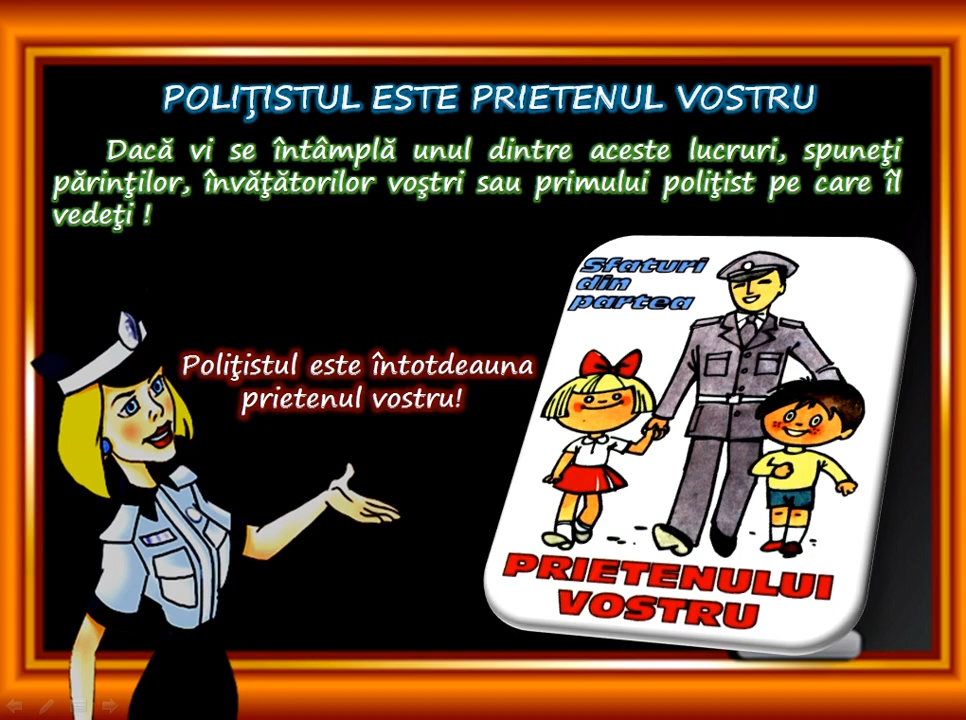 POLIŢISTUL ESTE PRIETENUL VOSTRU
Dacă vi se întâmplă unul dintre aceste lucruri, spuneţi
părinţilor, învăţătorilor voştri sau primului poliţist pe care îl
vedeţi !
Sfaturi
din
partea
Poliţistul este întotdeauna
prietenul vostru!
PRIETENULUI
VOSTRU